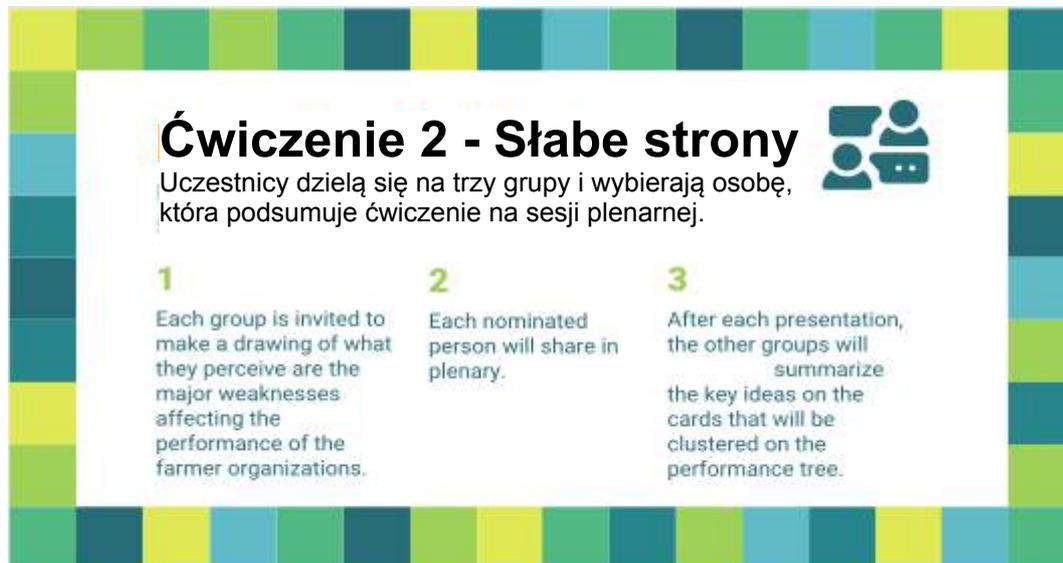 Ćwiczenie 2 - Słabe strony
Uczestnicy dzielą się na trzy grupy i wybierają osobę,
która podsumuje ćwiczenie na sesji plenarnej.
1
Each group is invited to
make a drawing of what
they perceive are the
major weaknesses
affecting the
performance of the
farmer organizations.
2
Each nominated
person will share in
plenary.
3
After each presentation,
the other groups will
summarize
the key ideas on the
cards that will be
clustered on the
performance tree.